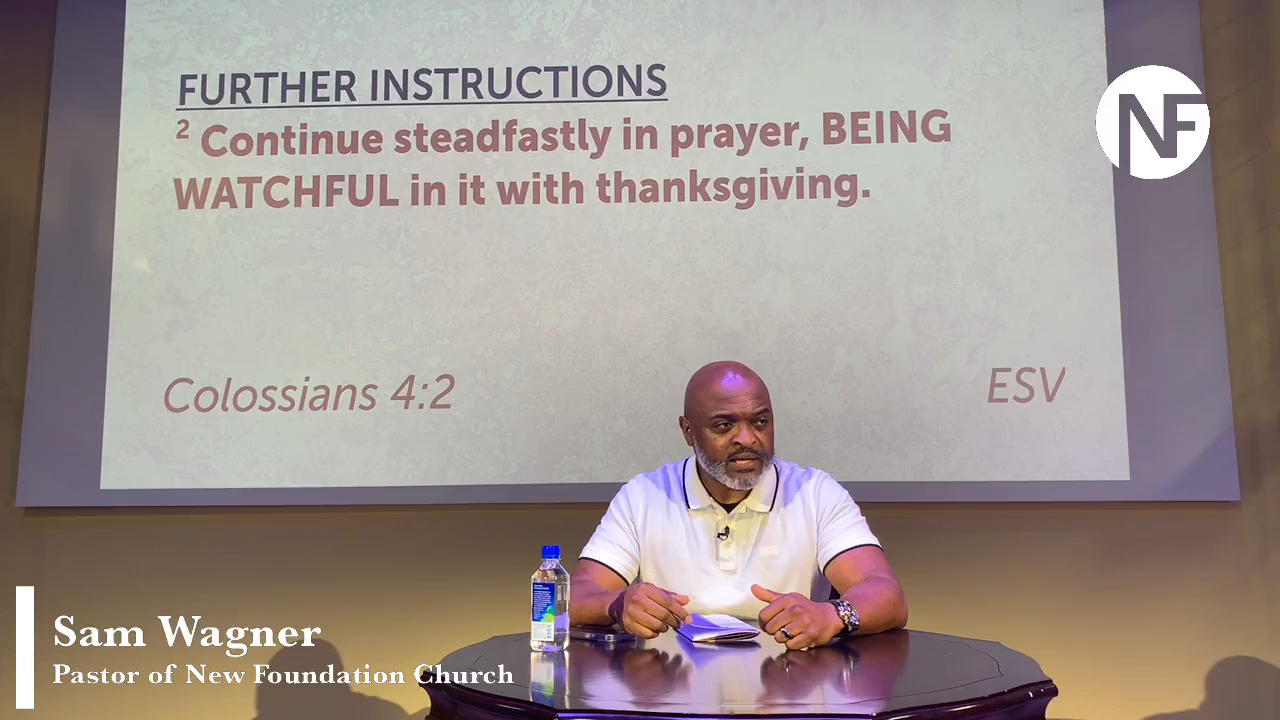 FURTHER INSTRUCTIONS
2 Continue steadfastly in prayer, BEING
WATCHFUL in it with thanksgiving.
Colossians 4:2
ESV
NF
Sam Wagner
Pastor of New Foundation Church